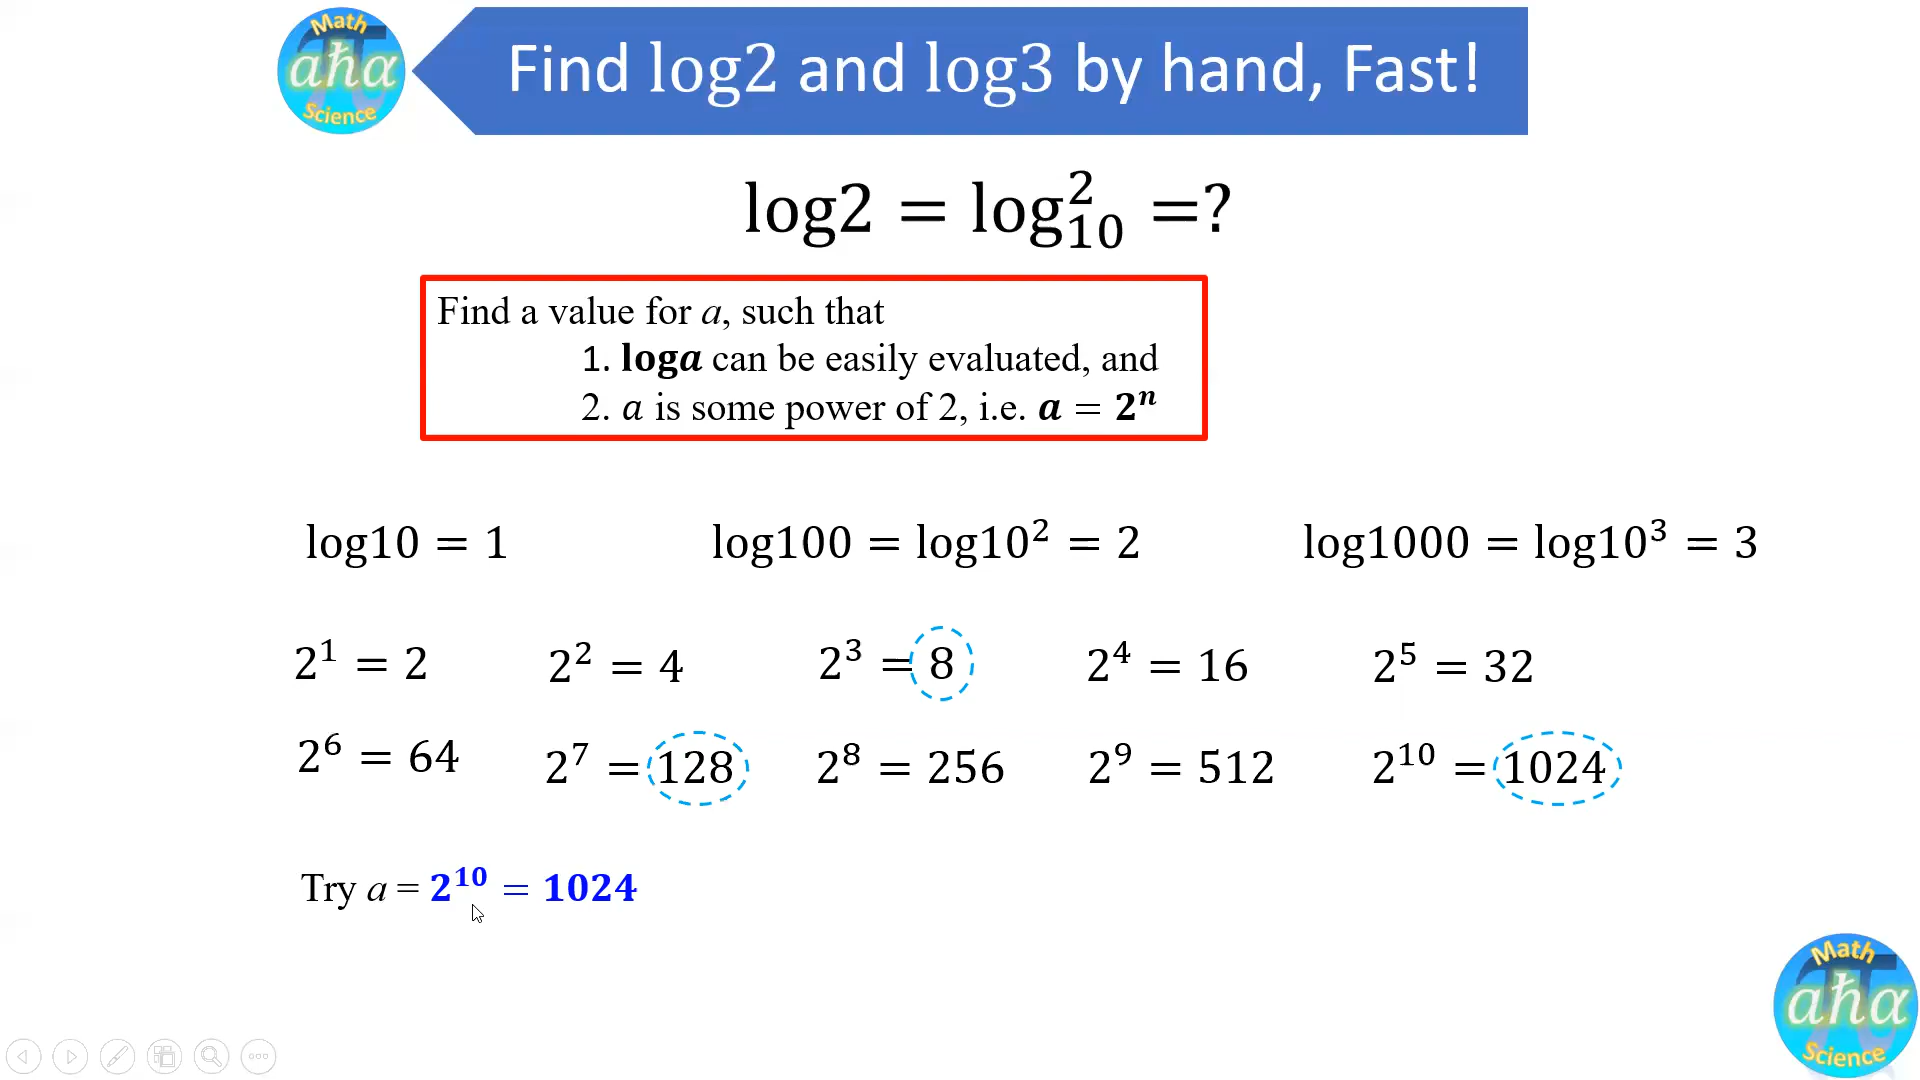 Math
aħα
Science
Find log2 and log3 by hand, Fast!
log2 = log₁₀² =?
Find a value for a, such that
1. loga can be easily evaluated, and
2. a is some power of 2, i.e. a = 2ⁿ
log10 = 1 log100 = log10² = 2 log1000 = log10³ = 3
2¹ = 2 2² = 4 2³ = 8 2⁴ = 16 2⁵ = 32
2⁶ = 64 2⁷ = 128 2⁸ = 256 2⁹ = 512 2¹⁰ = 1024
Try a = 2¹⁰ = 1024
Math
aħα
Science